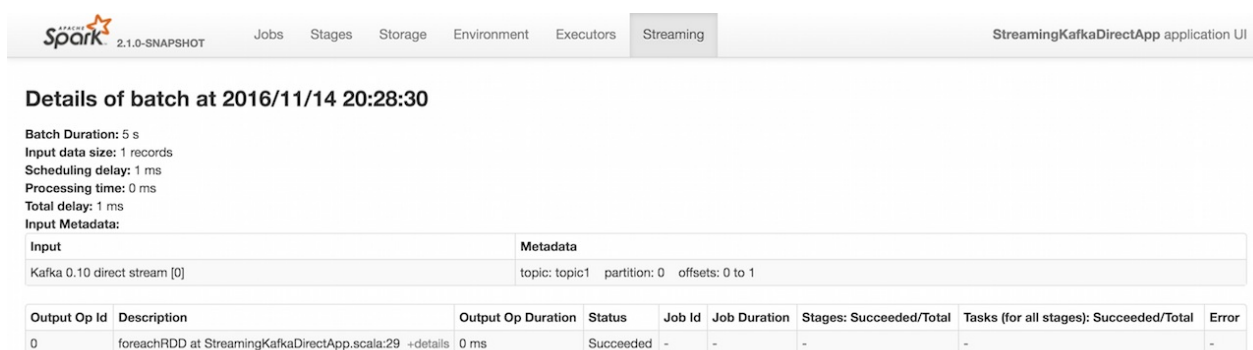 APACHE
Spark 2.1.0-SNAPSHOT Jobs Stages Storage Environment Executors Streaming StreamingKafkaDirectApp application UI
Details of batch at 2016/11/14 20:28:30
Batch Duration: 5 s
Input data size: 1 records
Scheduling delay: 1 ms
Processing time: 0 ms
Total delay: 1 ms
Input Metadata:
Input Metadata
Kafka 0.10 direct stream [0] topic: topic1 partition: 0 offsets: 0 to 1
Output Op Id Description Output Op Duration Status Job Id Job Duration Stages: Succeeded/Total Tasks (for all stages): Succeeded/Total Error
0 foreachRDD at StreamingKafkaDirectApp.scala:29 +details 0 ms Succeeded - - - - -